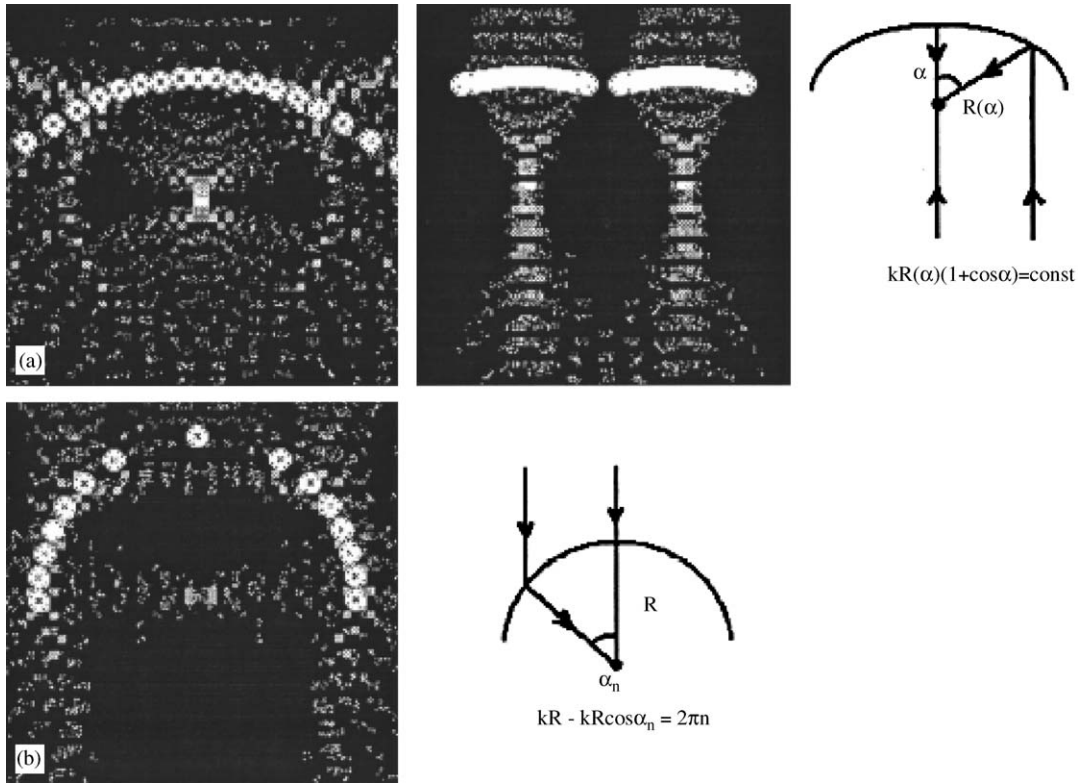 α
R(α)
kR(α)(1+cosα)=const
(a)
R
αₙ
kR - kRcosαₙ = 2πn
(b)